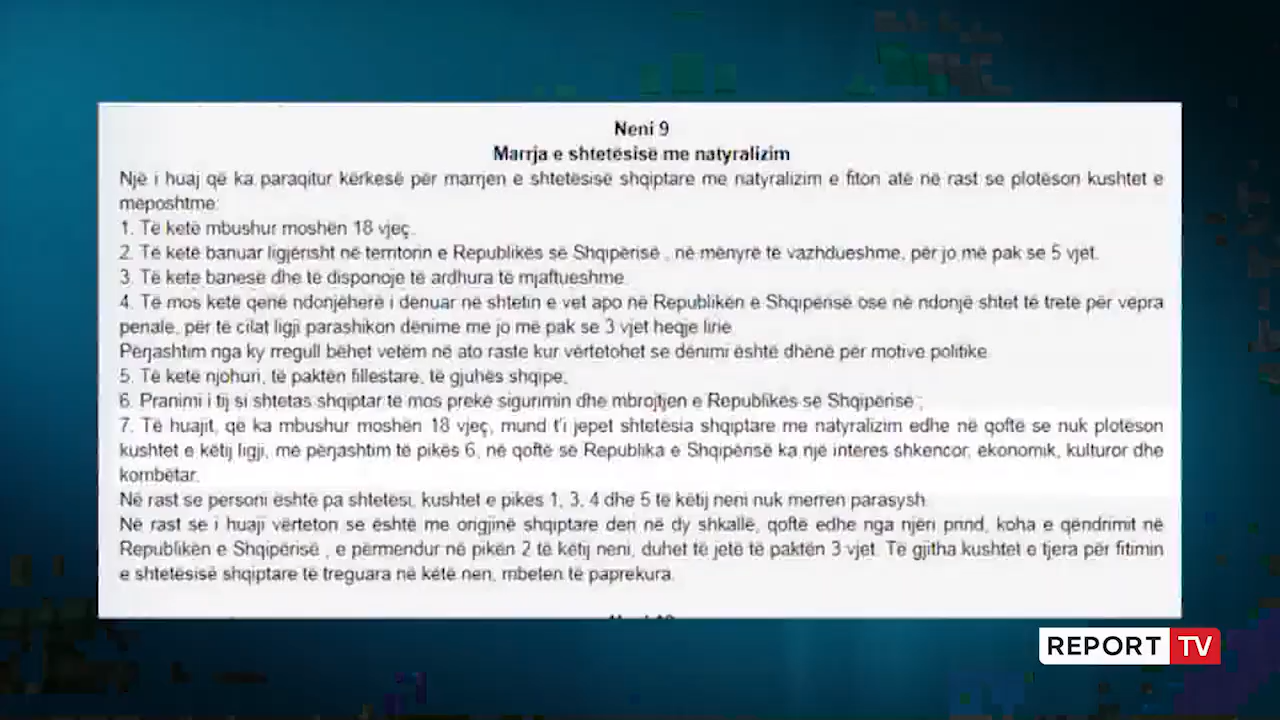 Neni 9
Marrja e shtetësisë me natyralizim
Një i huaj që ka paraqitur kërkesë për marrjen e shtetësisë shqiptare me natyralizim e fiton atë në rast se plotëson kushtet e
mëposhtme:
1. Të ketë mbushur moshën 18 vjeç.
2. Të ketë banuar ligjërisht në territorin e Republikës së Shqipërisë , në mënyrë të vazhdueshme, për jo më pak se 5 vjet.
3. Të ketë banesë dhe të disponojë të ardhura të mjaftueshme.
4. Të mos ketë qenë ndonjëherë i dënuar në shtetin e vet apo në Republikën e Shqipërisë ose në ndonjë shtet të tretë për vepra
penale, për të cilat ligji parashikon dënime me jo më pak se 3 vjet heqje lirie.
Përjashtim nga ky rregull bëhet vetëm në ato raste kur vërtetohet se dënimi është dhënë për motive politike.
5. Të ketë njohuri, të paktën fillestare, të gjuhës shqipe;
6. Pranimi i tij si shtetas shqiptar të mos prekë sigurimin dhe mbrojtjen e Republikës së Shqipërisë ;
7. Të huajit, që ka mbushur moshën 18 vjeç, mund t'i jepet shtetësia shqiptare me natyralizim edhe në qoftë se nuk plotëson
kushtet e këtij ligji, me përjashtim të pikës 6, në qoftë se Republika e Shqipërisë ka një interes shkencor, ekonomik, kulturor dhe
kombëtar.
Në rast se personi është pa shtetësi, kushtet e pikës 1, 3, 4 dhe 5 të këtij neni nuk merren parasysh.
Në rast se i huaji vërteton se është me origjinë shqiptare deri në dy shkallë, qoftë edhe nga njëri prind, koha e qëndrimit në
Republikën e Shqipërisë , e përmendur në pikën 2 të këtij neni, duhet të jetë të paktën 3 vjet. Të gjitha kushtet e tjera për fitimin
e shtetësisë shqiptare të treguara në këtë nen, mbeten të paprekura.
REPORT TV